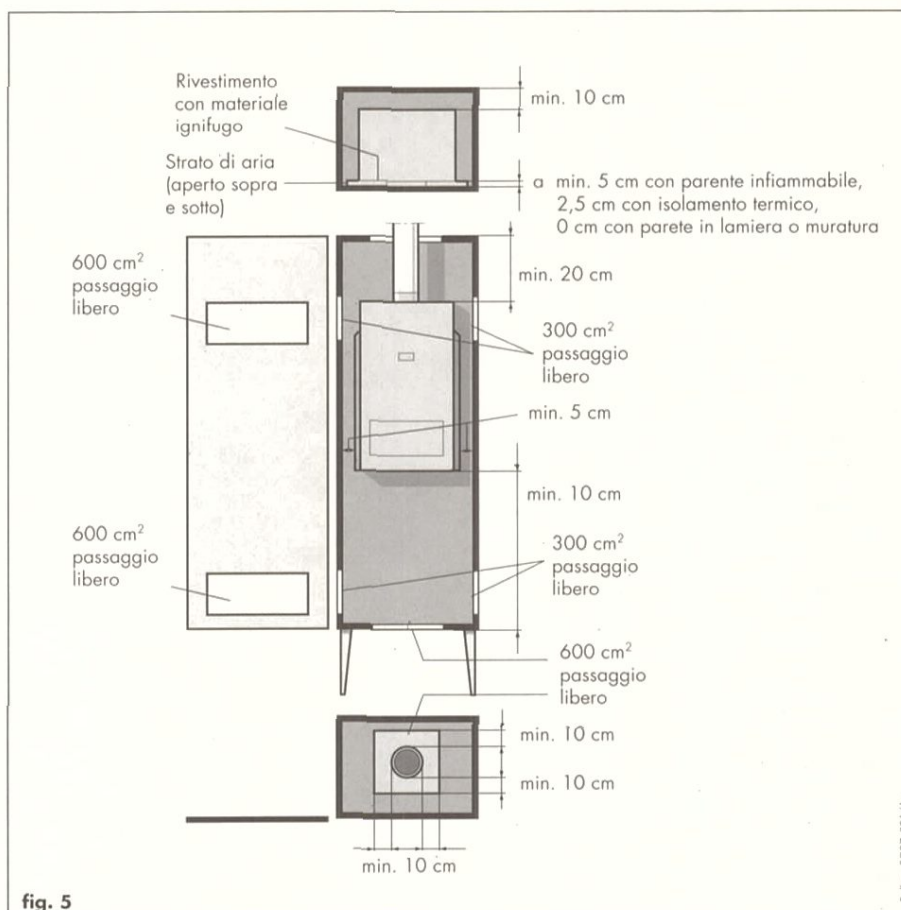 Rivestimento
con materiale
ignifugo
min. 10 cm
Strato di aria
(aperto sopra
e sotto)
a min. 5 cm con parente infiammabile,
2,5 cm con isolamento termico,
0 cm con parete in lamiera o muratura
600 cm²
passaggio
libero
min. 20 cm
300 cm²
passaggio
libero
min. 5 cm
min. 10 cm
600 cm²
passaggio
libero
300 cm²
passaggio
libero
600 cm²
passaggio
libero
min. 10 cm
min. 10 cm
min. 10 cm
fig. 5